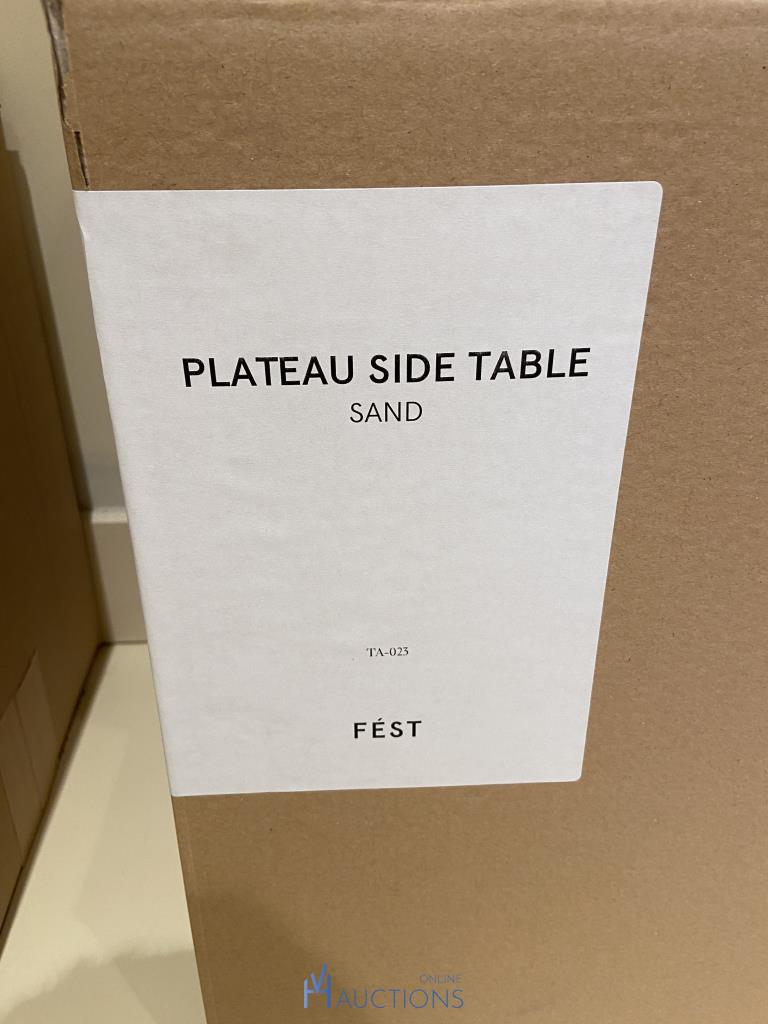 PLATEAU SIDE TABLE
SAND
TA-023
FÉST
ONLINE
AUCTIONS